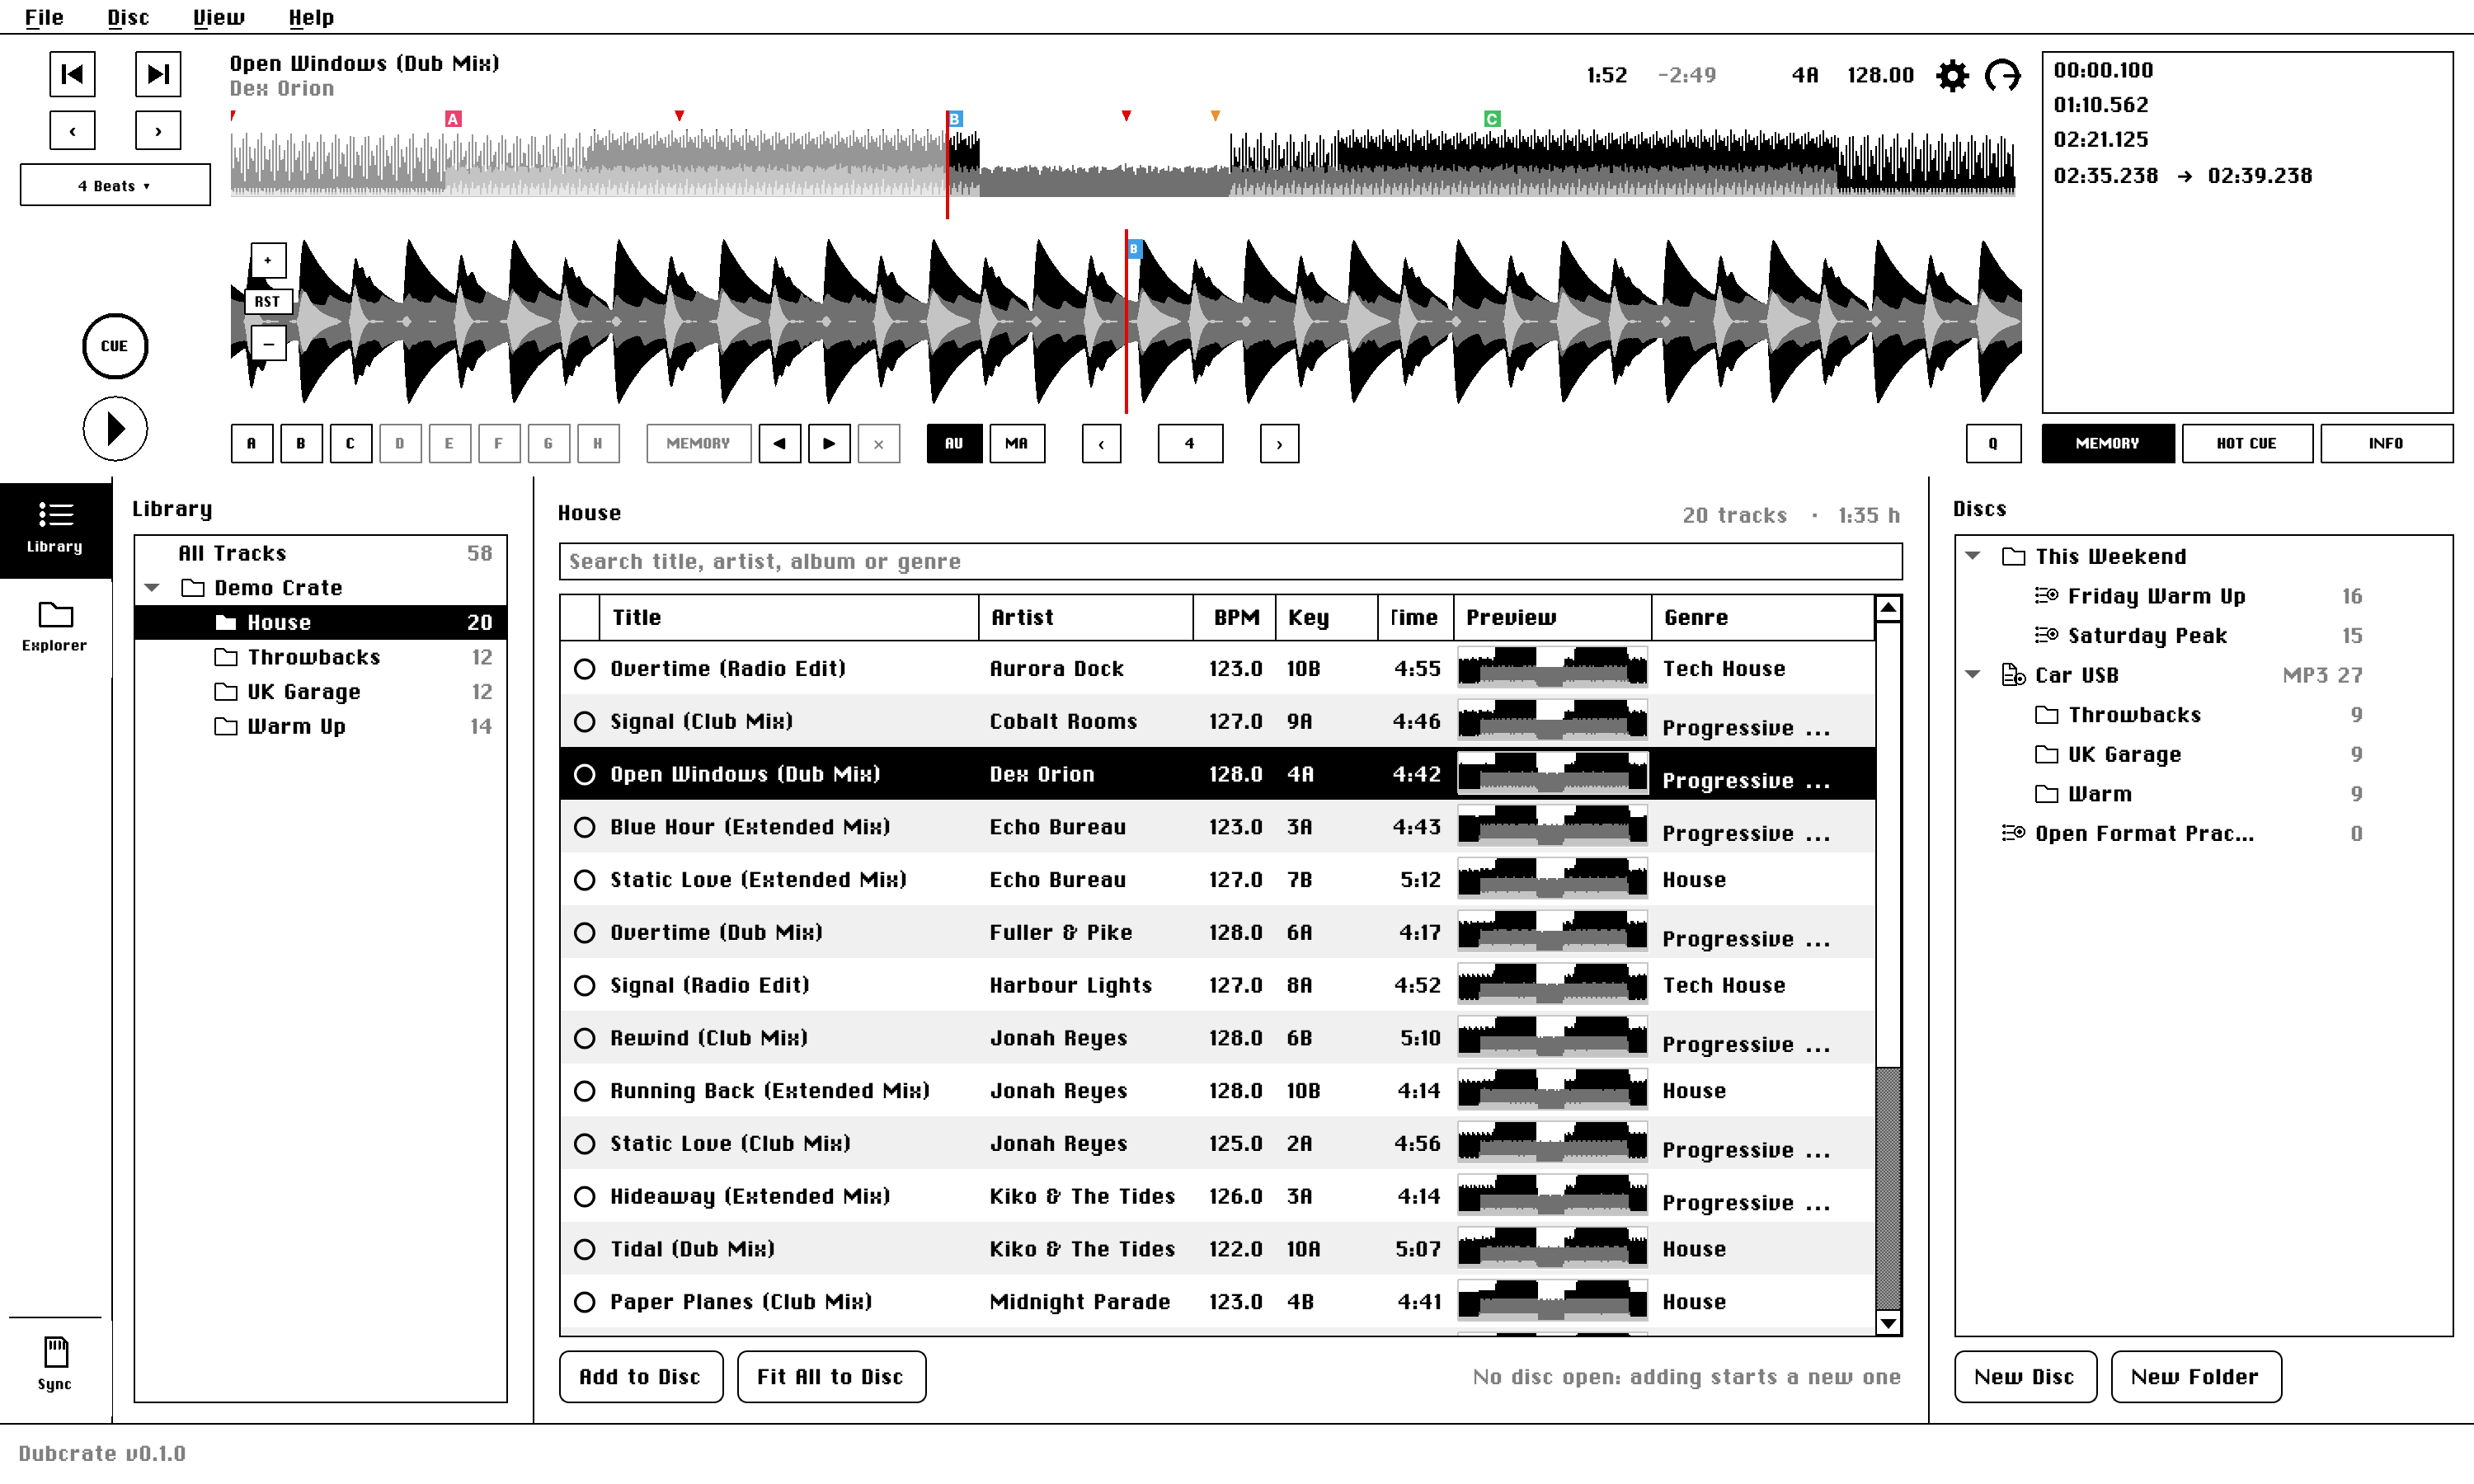 File Disc View Help
Open Windows (Dub Mix)
Dex Orion
1:52 -2:49 4A 128.00
00:00.100
01:10.562
02:21.125
02:35.238 → 02:39.238
A B C
‹ ›
4 Beats ▾
+
RST
−
B
CUE
A B C D E F G H MEMORY ◀ ▶ × AU MA ‹ 4 › Q MEMORY HOT CUE INFO
Library
Explorer
Sync
Library
All Tracks 58
Demo Crate
House 20
Throwbacks 12
UK Garage 12
Warm Up 14
House 20 tracks · 1:35 h
Search title, artist, album or genre
Title Artist BPM Key Time Preview Genre
Overtime (Radio Edit) Aurora Dock 123.0 10B 4:55 Tech House
Signal (Club Mix) Cobalt Rooms 127.0 9A 4:46 Progressive ...
Open Windows (Dub Mix) Dex Orion 128.0 4A 4:42 Progressive ...
Blue Hour (Extended Mix) Echo Bureau 123.0 3A 4:43 Progressive ...
Static Love (Extended Mix) Echo Bureau 127.0 7B 5:12 House
Overtime (Dub Mix) Fuller & Pike 128.0 6A 4:17 Progressive ...
Signal (Radio Edit) Harbour Lights 127.0 8A 4:52 Tech House
Rewind (Club Mix) Jonah Reyes 128.0 6B 5:10 Progressive ...
Running Back (Extended Mix) Jonah Reyes 128.0 10B 4:14 House
Static Love (Club Mix) Jonah Reyes 125.0 2A 4:56 Progressive ...
Hideaway (Extended Mix) Kiko & The Tides 126.0 3A 4:14 Progressive ...
Tidal (Dub Mix) Kiko & The Tides 122.0 10A 5:07 House
Paper Planes (Club Mix) Midnight Parade 123.0 4B 4:41 House
Add to Disc Fit All to Disc No disc open: adding starts a new one
Discs
This Weekend
Friday Warm Up 16
Saturday Peak 15
Car USB MP3 27
Throwbacks 9
UK Garage 9
Warm 9
Open Format Prac... 0
New Disc New Folder
Dubcrate v0.1.0